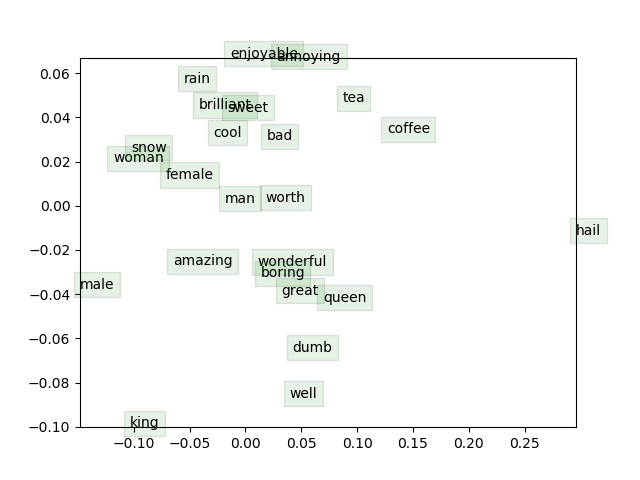 enjoyable
annoying
0.06
rain
tea
brilliant
sweet
0.04
coffee
cool
bad
snow
0.02
woman
female
0.00
man
worth
hail
−0.02
amazing
wonderful
boring
male
−0.04
great
queen
−0.06
dumb
−0.08
well
king
−0.10
−0.10 −0.05 0.00 0.05 0.10 0.15 0.20 0.25